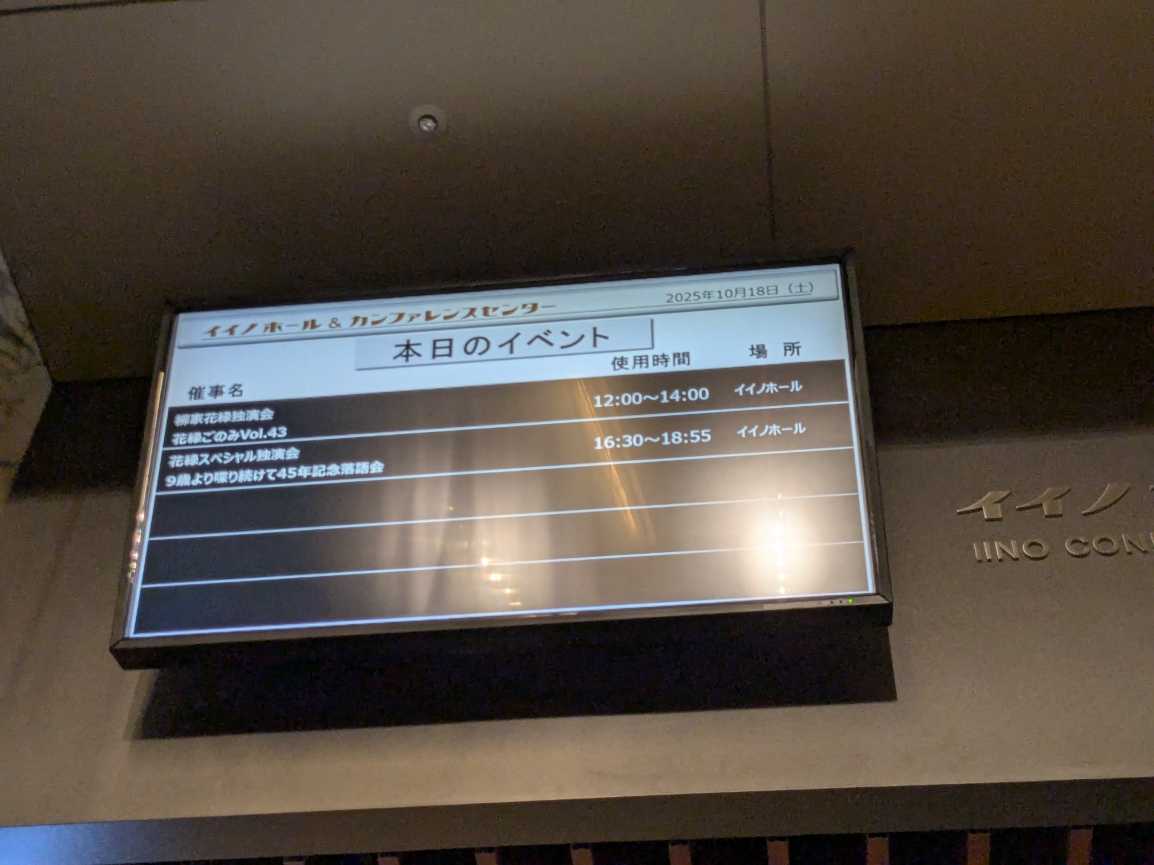 イイノホール & カンファレンスセンター
2025年10月18日（土）
本日のイベント
催事名 使用時間 場 所
柳家花緑独演会
花緑ごのみVol.43 12:00～14:00 イイノホール
花緑スペシャル独演会
9歳より喋り続けて45年記念落語会 16:30～18:55 イイノホール
イイノ
IINO CON